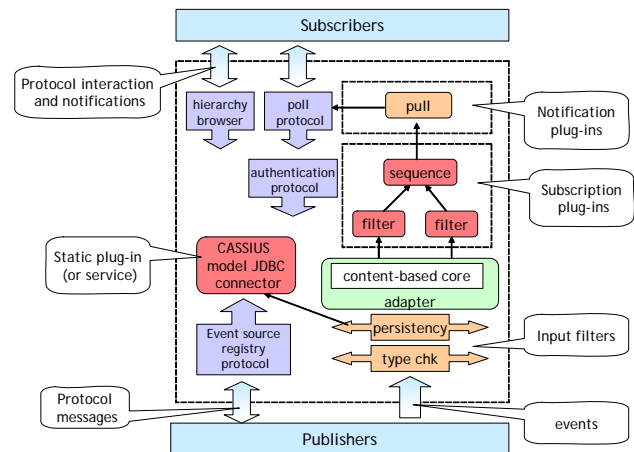 Subscribers
Protocol interaction
and notifications
hierarchy
browser
poll
protocol
pull
Notification
plug-ins
authentication
protocol
sequence
filter
filter
Subscription
plug-ins
Static plug-in
(or service)
CASSIUS
model JDBC
connector
content-based core
adapter
Event source
registry
protocol
persistency
type chk
Input filters
Protocol
messages
events
Publishers